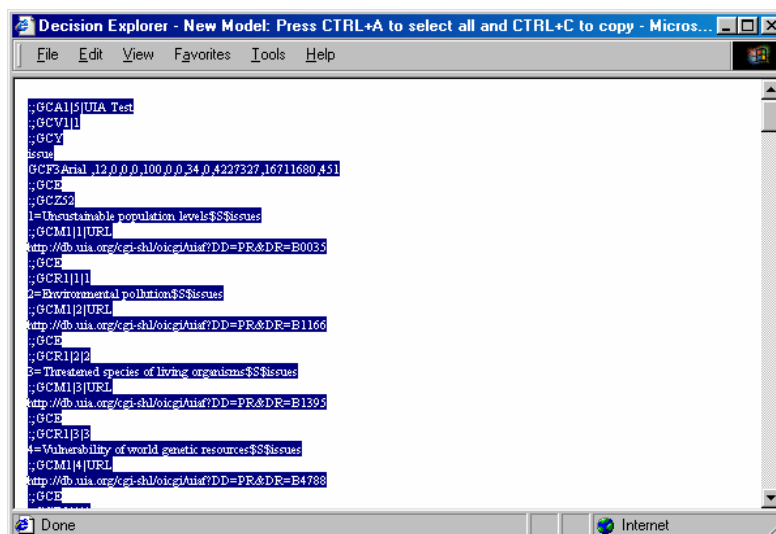 Decision Explorer - New Model: Press CTRL+A to select all and CTRL+C to copy - Micros...
File Edit View Favorites Tools Help
:;GCA1|5|UIA Test
:;GCV1|1
:;GCY
issue
GCF3Arial ,12,0,0,0,100,0,0,34,0,4227327,16711680,451
:;GCE
:;GCZ52
1=Unsustainable population levels$S$issues
:;GCM1|1|URL
http://db.uia.org/cgi-shl/oicgi/uiaf?DD=PR&DR=B0035
:;GCE
:;GCR1|1|1
2=Environmental pollution$S$issues
:;GCM1|2|URL
http://db.uia.org/cgi-shl/oicgi/uiaf?DD=PR&DR=B1166
:;GCE
:;GCR1|2|2
3=Threatened species of living organisms$S$issues
:;GCM1|3|URL
http://db.uia.org/cgi-shl/oicgi/uiaf?DD=PR&DR=B1395
:;GCE
:;GCR1|3|3
4=Vulnerability of world genetic resources$S$issues
:;GCM1|4|URL
http://db.uia.org/cgi-shl/oicgi/uiaf?DD=PR&DR=B4788
:;GCE
Done Internet